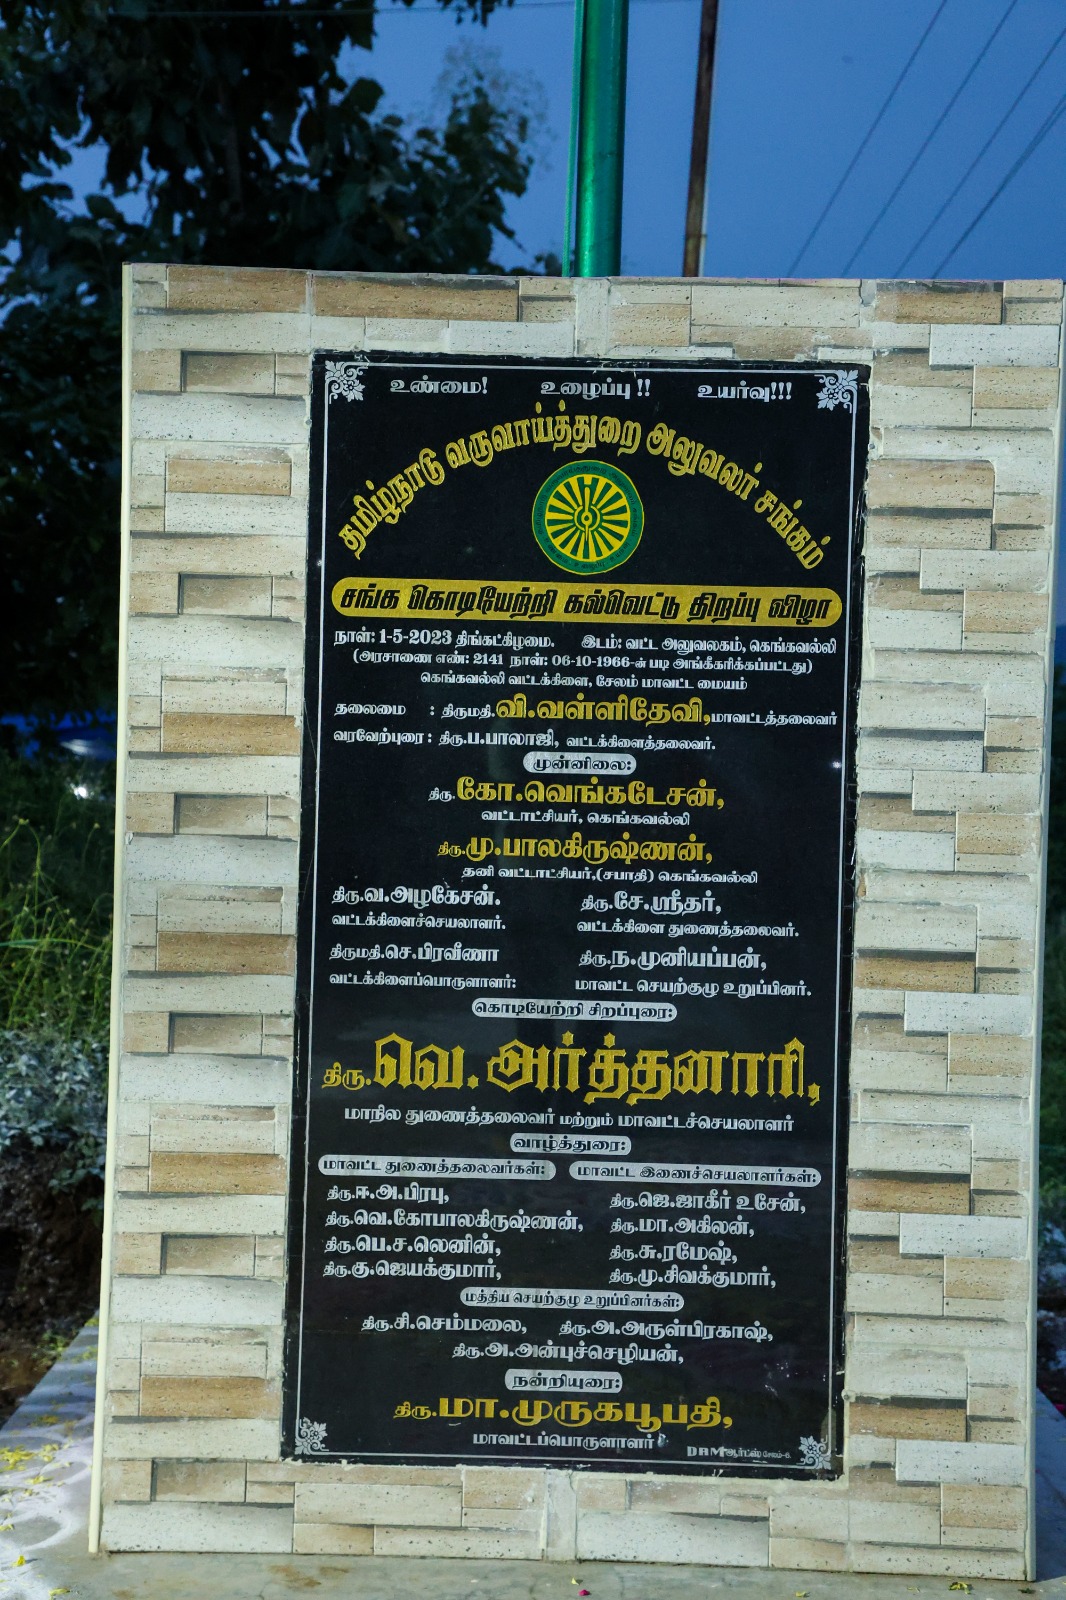 உண்மை! உழைப்பு !! உயர்வு!!!
தமிழ்நாடு வருவாய்த்துறை அலுவலர் சங்கம்
சங்க கொடியேற்றி கல்வெட்டு திறப்பு விழா
நாள்: 1-5-2023 திங்கட்கிழமை. இடம்: வட்ட அலுவலகம், கெங்கவல்லி
(அரசாணை எண்: 2141 நாள்: 06-10-1966-ன் படி அங்கீகரிக்கப்பட்டது)
கெங்கவல்லி வட்டக்கிளை, சேலம் மாவட்ட மையம்
தலைமை : திருமதி.வி.வள்ளிதேவி,மாவட்டத்தலைவர்
வரவேற்புரை : திரு.ப.பாலாஜி, வட்டக்கிளைத்தலைவர்.
முன்னிலை:
திரு.கோ.வெங்கடேசன்,
வட்டாட்சியர், கெங்கவல்லி
திரு.மு.பாலகிருஷ்ணன்,
தனி வட்டாட்சியர்,(சபாதி) கெங்கவல்லி
திரு.வ.அழகேசன். திரு.சே.ஸ்ரீதர்,
வட்டக்கிளைச்செயலாளர். வட்டக்கிளை துணைத்தலைவர்.
திருமதி.செ.பிரவீணா திரு.ந.முனியப்பன்,
வட்டக்கிளைப்பொருளாளர்: மாவட்ட செயற்குழு உறுப்பினர்.
கொடியேற்றி சிறப்புரை:
திரு.வெ.அர்த்தனாரி,
மாநில துணைத்தலைவர் மற்றும் மாவட்டச்செயலாளர்
வாழ்த்துரை:
மாவட்ட துணைத்தலைவர்கள்: மாவட்ட இணைச்செயலாளர்கள்:
திரு.ஈ.அ.பிரபு, திரு.ஜெ.ஜாகீர் உசேன்,
திரு.வெ.கோபாலகிருஷ்ணன், திரு.மா.அகிலன்,
திரு.பெ.ச.லெனின், திரு.சு.ரமேஷ்,
திரு.கு.ஜெயக்குமார், திரு.மு.சிவக்குமார்,
மத்திய செயற்குழு உறுப்பினர்கள்:
திரு.சி.செம்மலை, திரு.அ.அருள்பிரகாஷ்,
திரு.அ.அன்புச்செழியன்,
நன்றியுரை:
திரு.மா.முருகபூபதி,
மாவட்டப்பொருளாளர்
DRM ஆர்ட்ஸ் சேலம்-6.